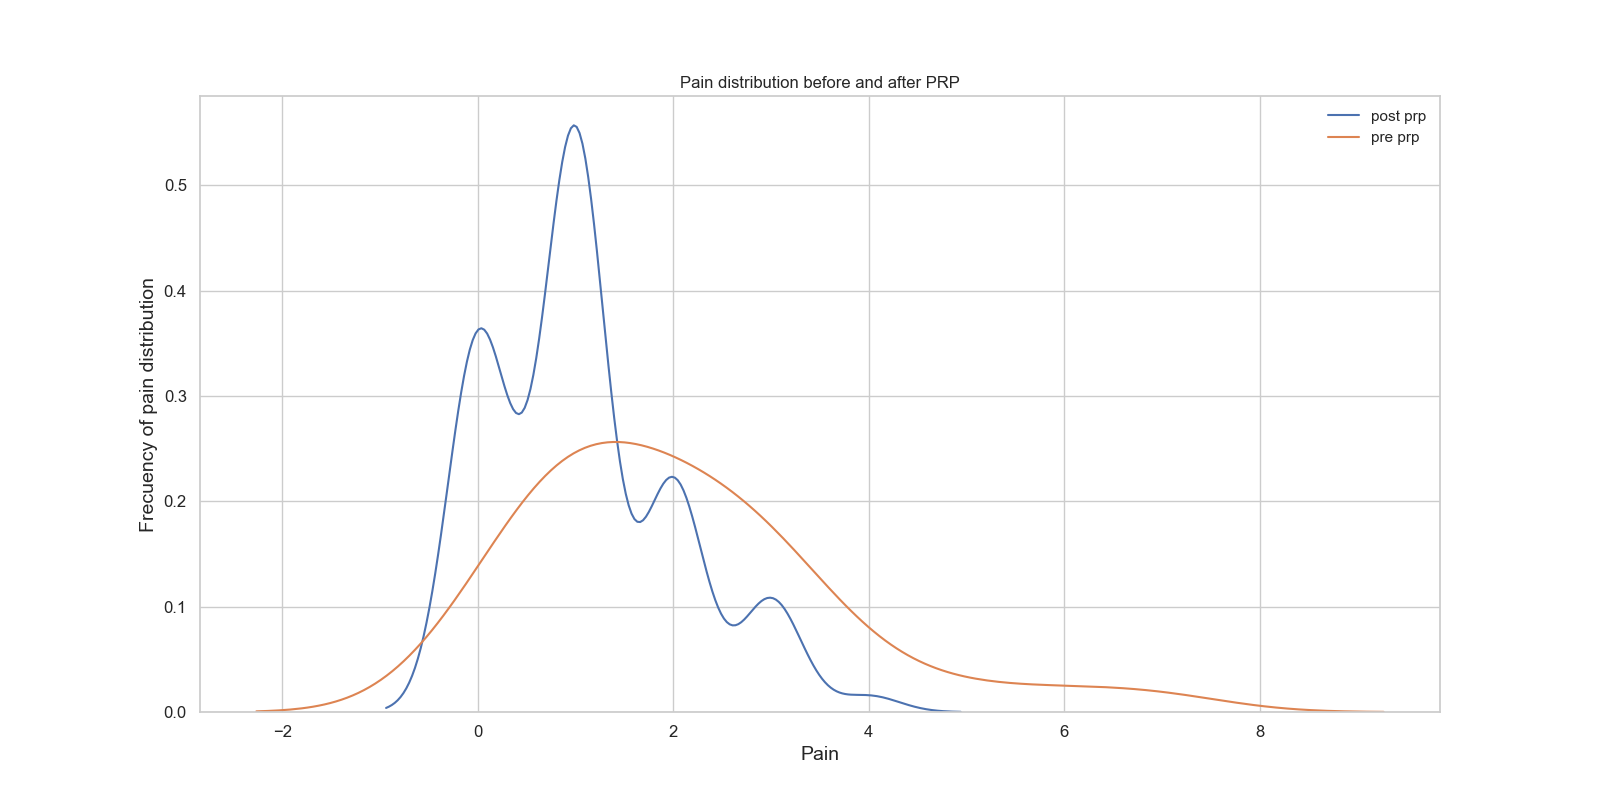 Pain distribution before and after PRP
post prp
pre prp
Frecuency of pain distribution
0.5
0.4
0.3
0.2
0.1
0.0
−2
0
2
4
6
8
Pain